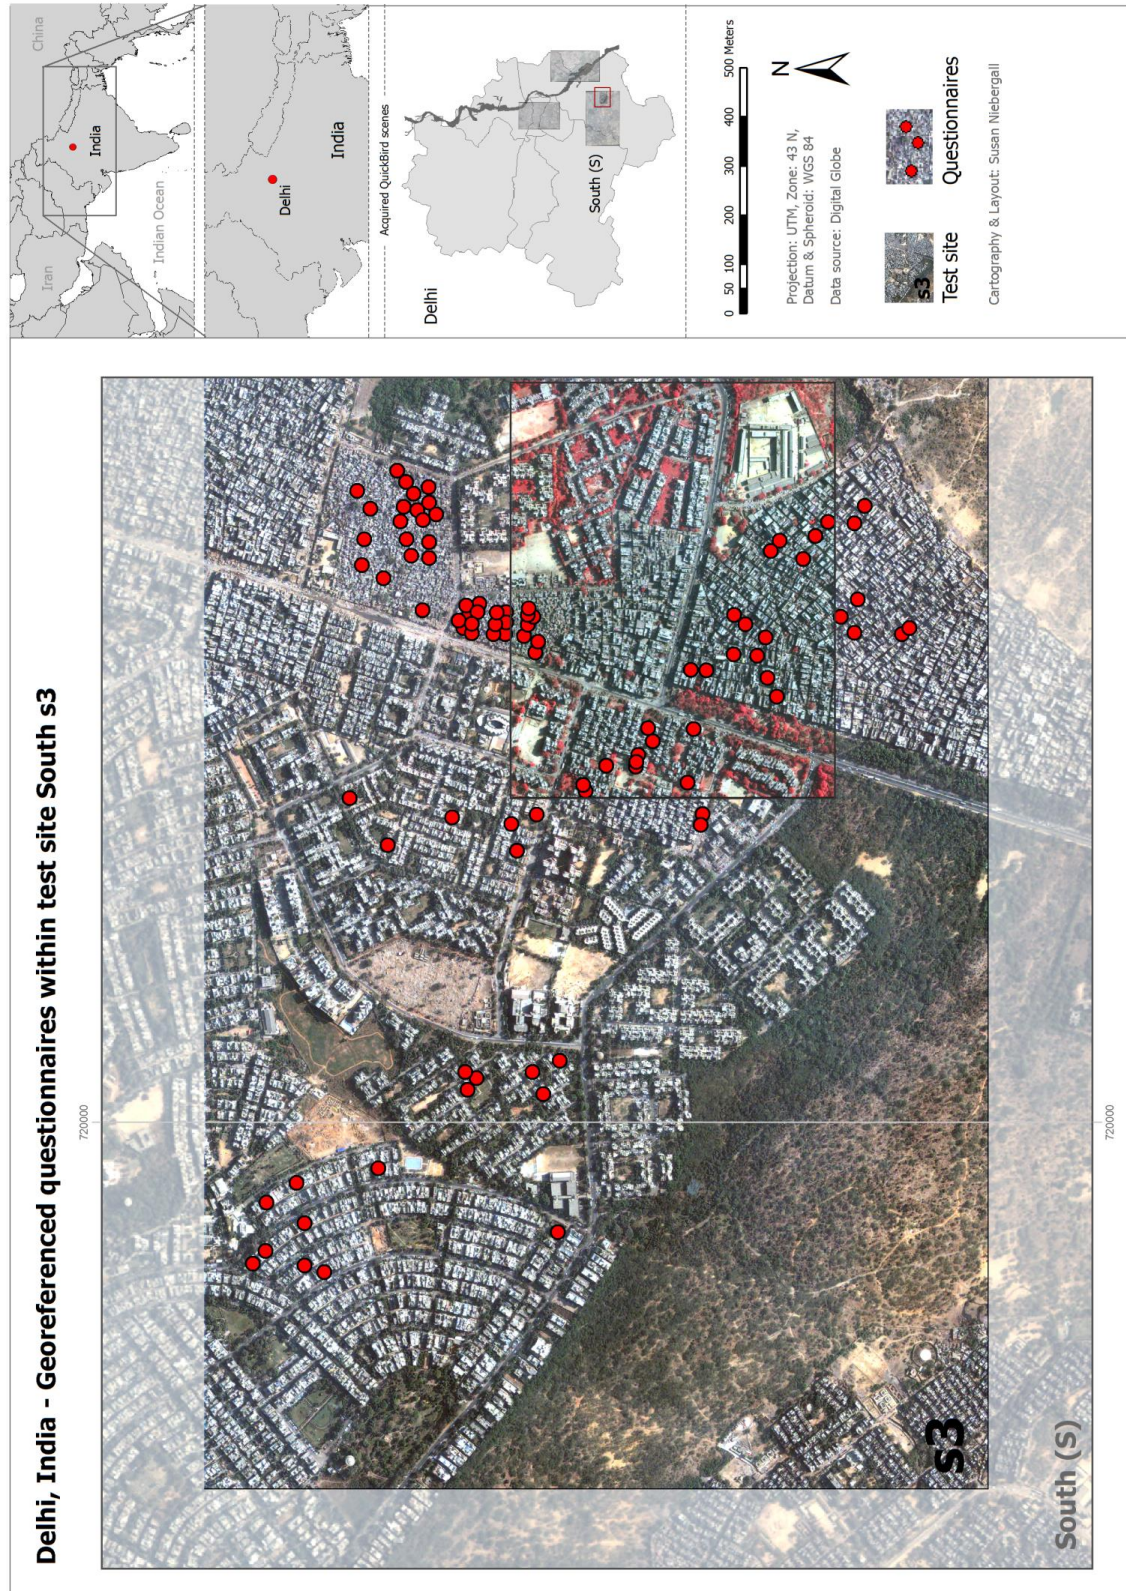 Delhi, India - Georeferenced questionnaires within test site South s3
720000
s3
South (S)
720000
China
Iran
India
Indian Ocean
Delhi
India
Acquired QuickBird scenes
Delhi
South (S)
0 50 100 200 300 400 500 Meters
Projection: UTM, Zone: 43 N,
Datum & Spheroid: WGS 84
Data source: Digital Globe
N
s3
Test site
Questionnaires
Cartography & Layout: Susan Niebergall